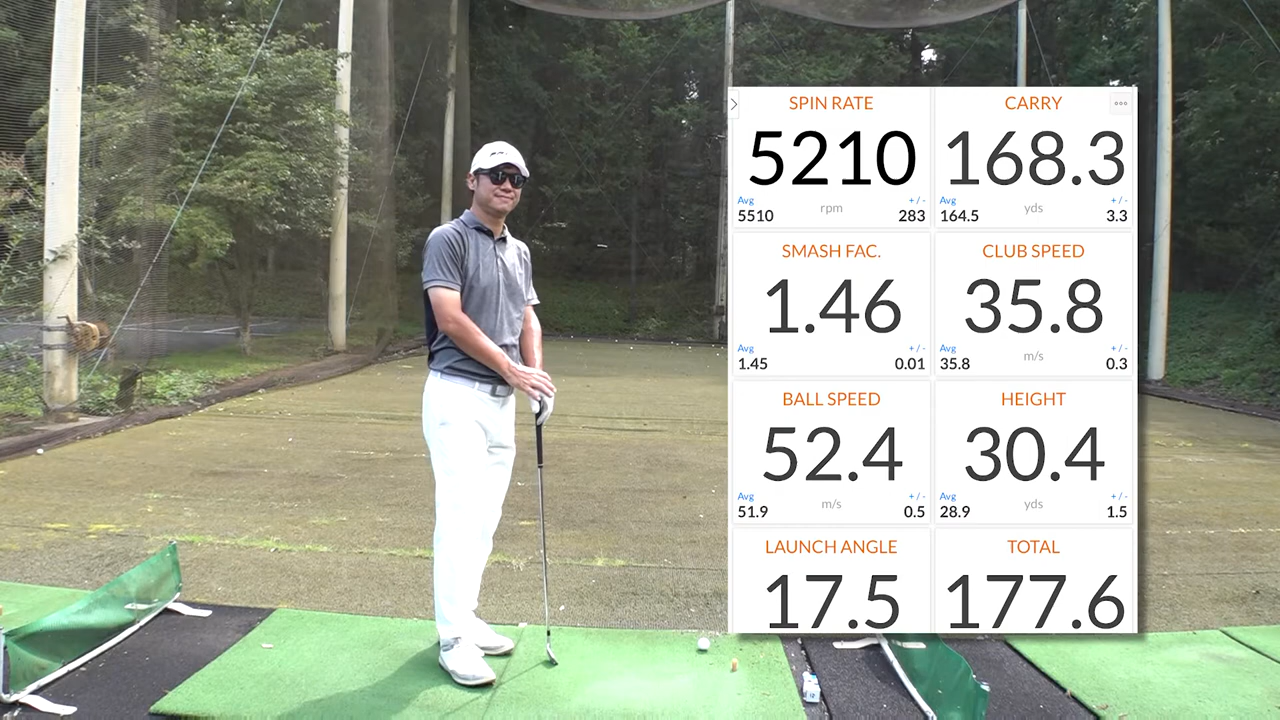 SPIN RATE
5210
Avg
5510
rpm
+ / -
283
CARRY
168.3
Avg
164.5
yds
+ / -
3.3
SMASH FAC.
1.46
Avg
1.45
+ / -
0.01
CLUB SPEED
35.8
Avg
35.8
m/s
+ / -
0.3
BALL SPEED
52.4
Avg
51.9
m/s
+ / -
0.5
HEIGHT
30.4
Avg
28.9
yds
+ / -
1.5
LAUNCH ANGLE
17.5
TOTAL
177.6